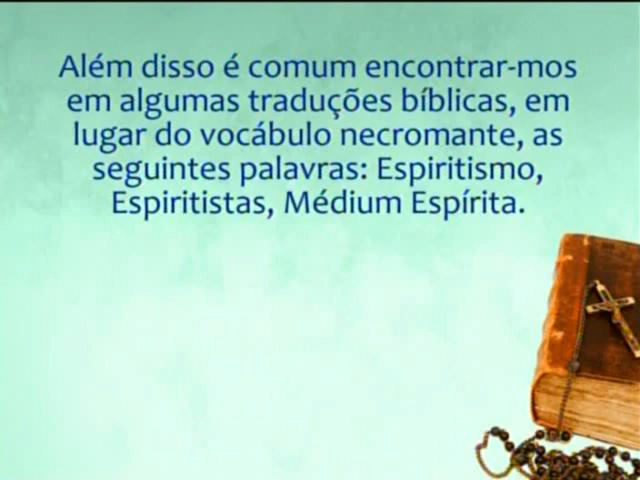 Além disso é comum encontrar-mos
em algumas traduções bíblicas, em
lugar do vocábulo necromante, as
seguintes palavras: Espiritismo,
Espiritistas, Médium Espírita.